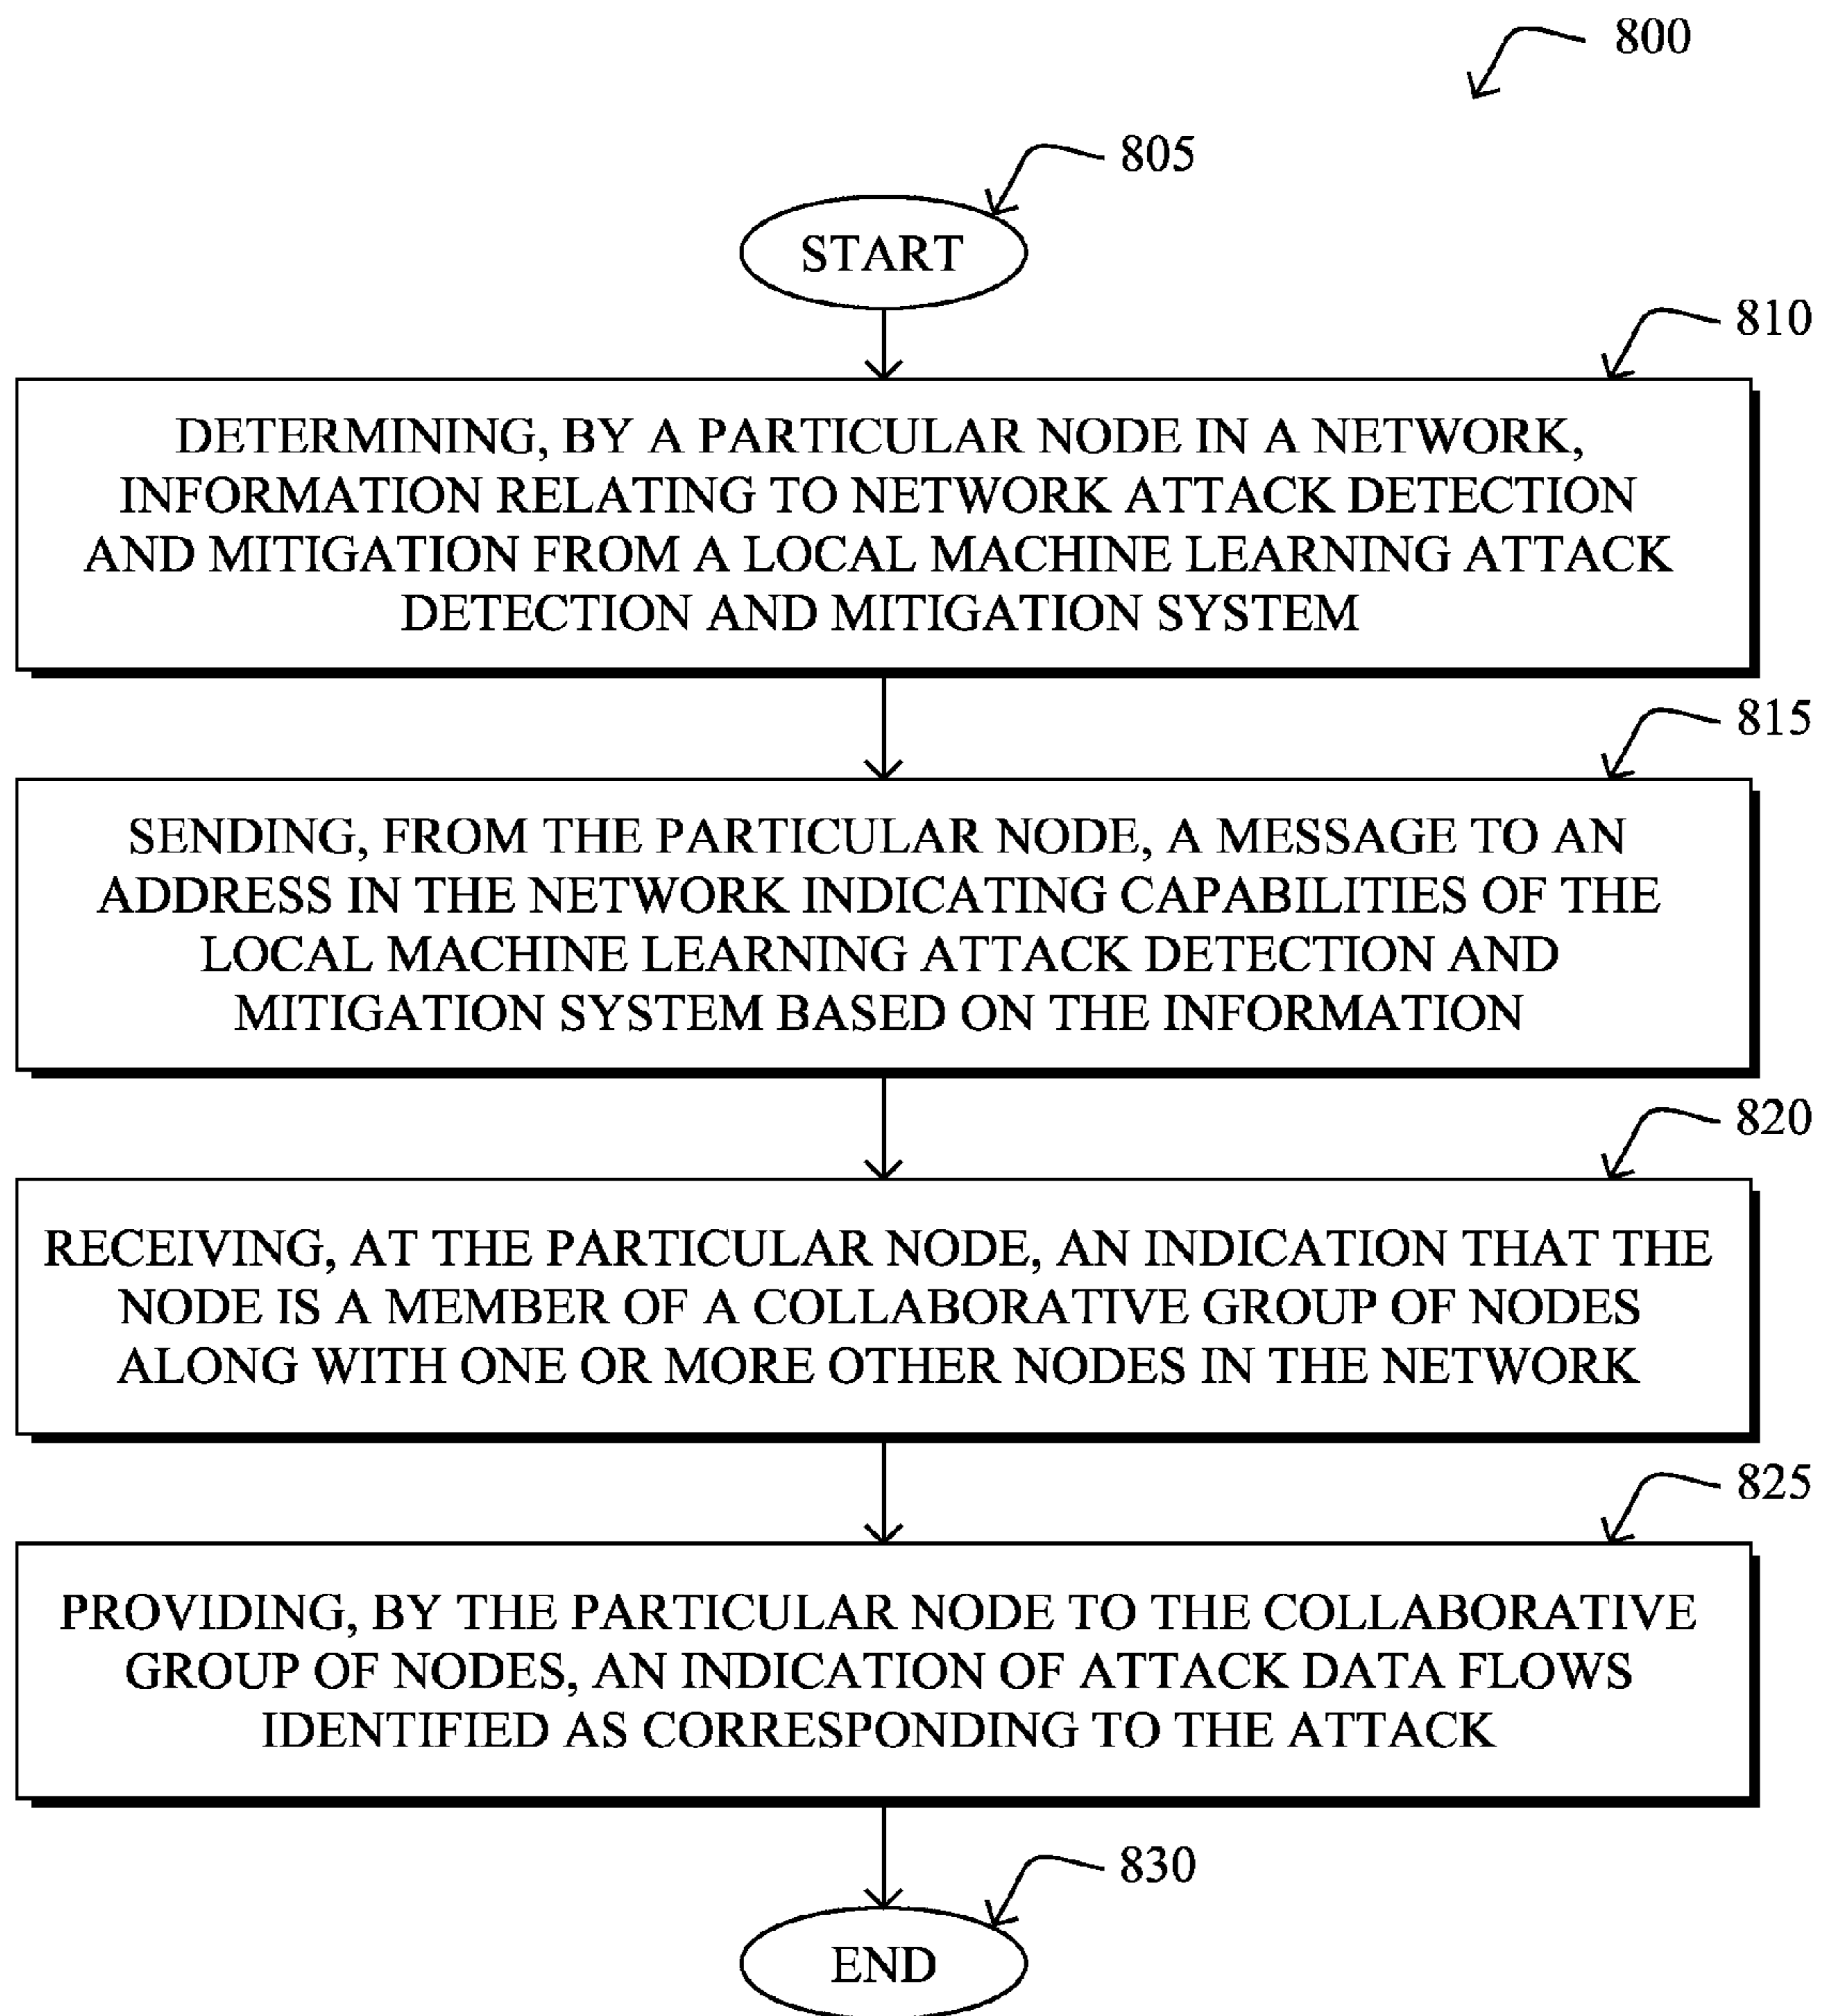 800
805
START
810
DETERMINING, BY A PARTICULAR NODE IN A NETWORK,
INFORMATION RELATING TO NETWORK ATTACK DETECTION
AND MITIGATION FROM A LOCAL MACHINE LEARNING ATTACK
DETECTION AND MITIGATION SYSTEM
815
SENDING, FROM THE PARTICULAR NODE, A MESSAGE TO AN
ADDRESS IN THE NETWORK INDICATING CAPABILITIES OF THE
LOCAL MACHINE LEARNING ATTACK DETECTION AND
MITIGATION SYSTEM BASED ON THE INFORMATION
820
RECEIVING, AT THE PARTICULAR NODE, AN INDICATION THAT THE
NODE IS A MEMBER OF A COLLABORATIVE GROUP OF NODES
ALONG WITH ONE OR MORE OTHER NODES IN THE NETWORK
825
PROVIDING, BY THE PARTICULAR NODE TO THE COLLABORATIVE
GROUP OF NODES, AN INDICATION OF ATTACK DATA FLOWS
IDENTIFIED AS CORRESPONDING TO THE ATTACK
830
END